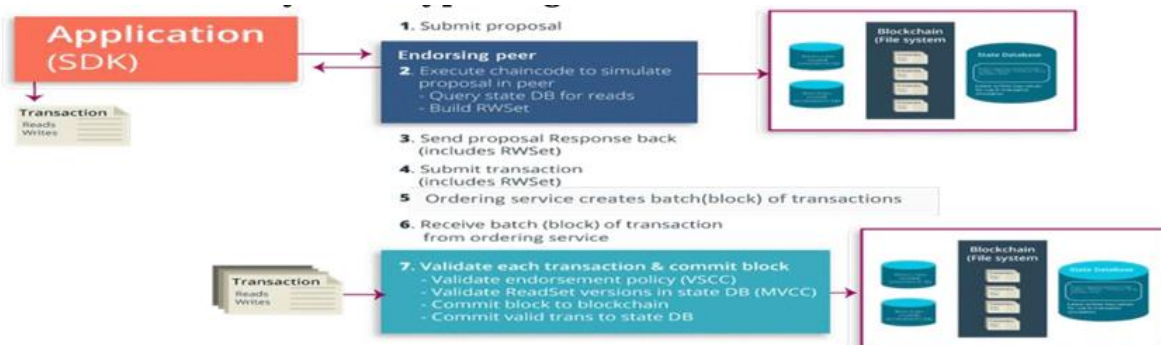 Application
(SDK)
Transaction
Reads
Writes
1. Submit proposal
Endorsing peer
2. Execute chaincode to simulate
proposal in peer
- Query state DB for reads
- Build RWSet
3. Send proposal Response back
(includes RWSet)
4. Submit transaction
(includes RWSet)
5 Ordering service creates batch(block) of transactions
6. Receive batch (block) of transaction
from ordering service
Blockchain
(File system
State Database
Transaction
Reads
Writes
7. Validate each transaction & commit block
- Validate endorsement policy (VSCC)
- Validate ReadSet versions in state DB (MVCC)
- Commit block to blockchain
- Commit valid trans to state DB
Blockchain
(File system
State Database